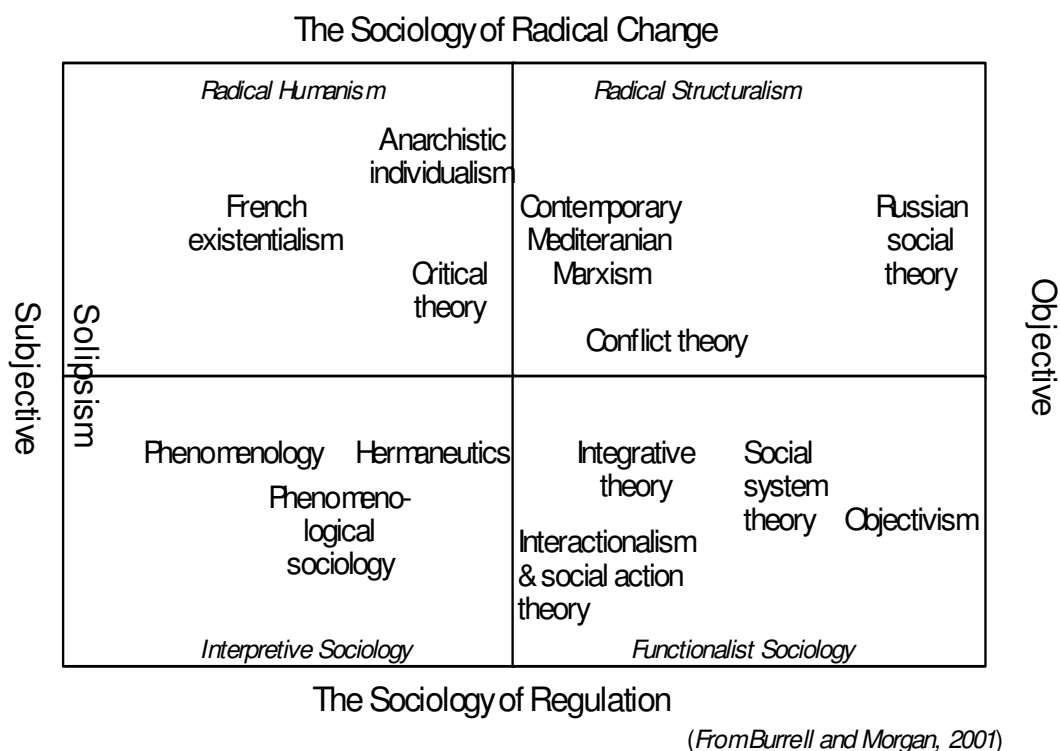 The Sociology of Radical Change
Radical Humanism
Radical Structuralism
Anarchistic
individualism
French
existentialism
Critical
theory
Contemporary
Mediteranian
Marxism
Russian
social
theory
Conflict theory
Subjective
Solipsism
Objective
Phenomenology
Hermaneutics
Phenomeno-
logical
sociology
Integrative
theory
Social
system
theory
Objectivism
Interactionalism
& social action
theory
Interpretive Sociology
Functionalist Sociology
The Sociology of Regulation
(From Burrell and Morgan, 2001)